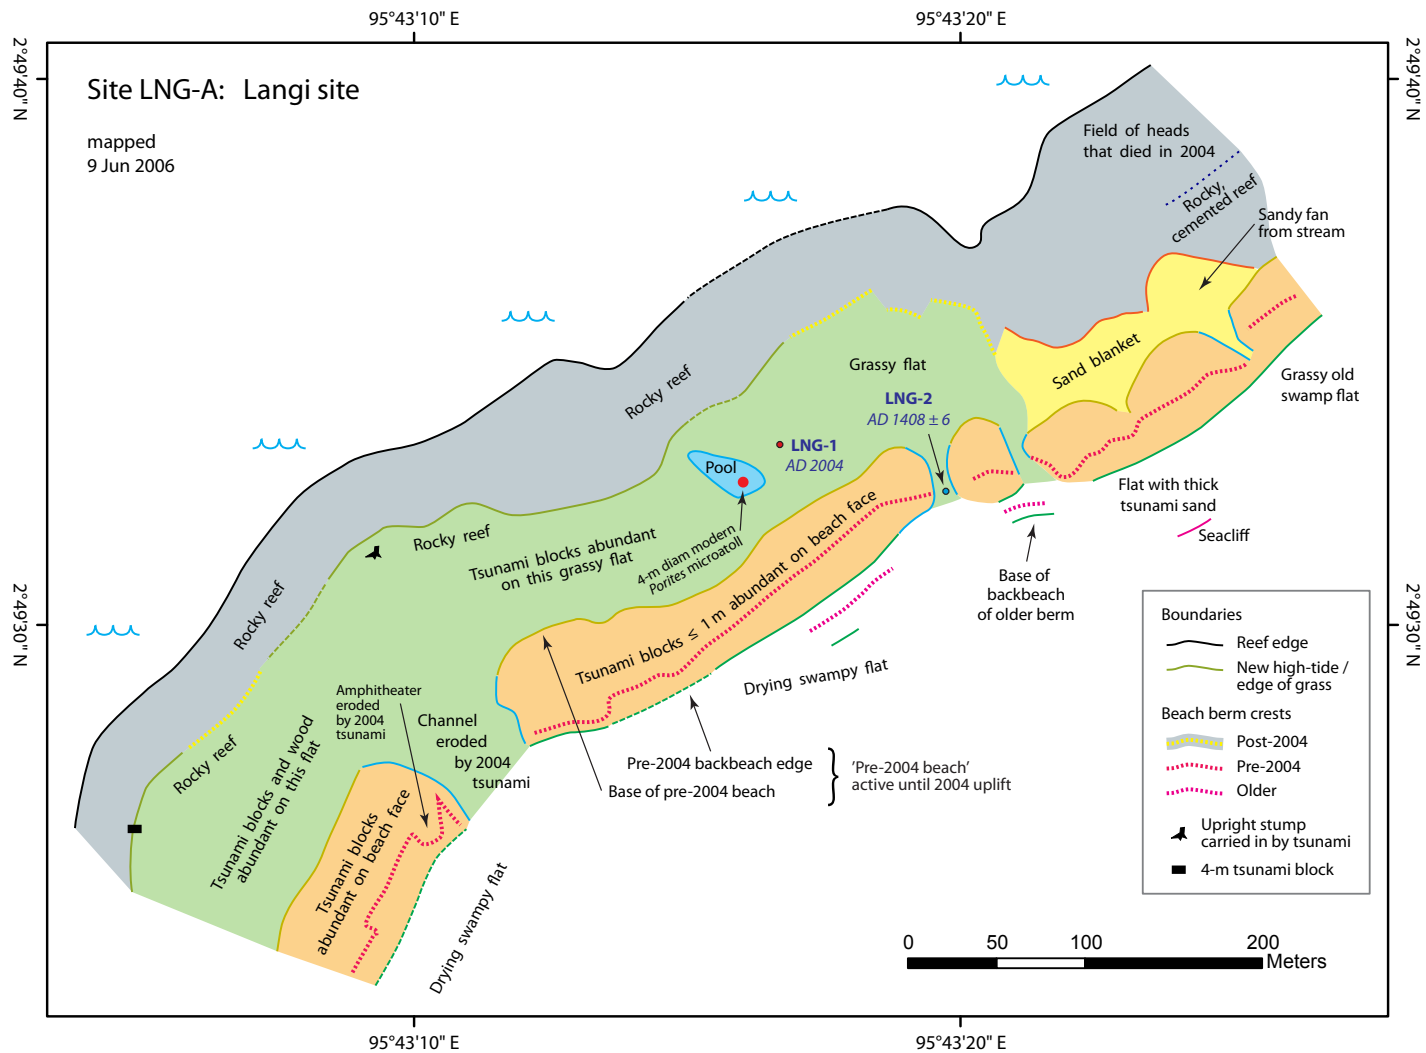 95°43'10" E
95°43'20" E
2°49'40" N
2°49'40" N
Site LNG-A: Langi site
mapped
9 Jun 2006
Field of heads
that died in 2004
Rocky,
cemented reef
Sandy fan
from stream
Sand blanket
Grassy flat
Rocky reef
LNG-2
AD 1408 ± 6
LNG-1
AD 2004
Pool
Grassy old
swamp flat
Flat with thick
tsunami sand
Seacliff
Rocky reef
Tsunami blocks abundant
on this grassy flat
4-m diam modern
Porites microatoll
Tsunami blocks ≤ 1 m abundant on beach face
Base of
backbeach
of older berm
Rocky reef
2°49'30" N
2°49'30" N
Drying swampy flat
Amphitheater
eroded
by 2004
tsunami
Channel
eroded
by 2004
tsunami
Rocky reef
Tsunami blocks and wood
abundant on this flat
Pre-2004 backbeach edge
Base of pre-2004 beach
'Pre-2004 beach'
active until 2004 uplift
Tsunami blocks
abundant on beach face
Drying swampy flat
Boundaries
Reef edge
New high-tide /
edge of grass
Beach berm crests
Post-2004
Pre-2004
Older
Upright stump
carried in by tsunami
4-m tsunami block
0 50 100 200
Meters
95°43'10" E
95°43'20" E